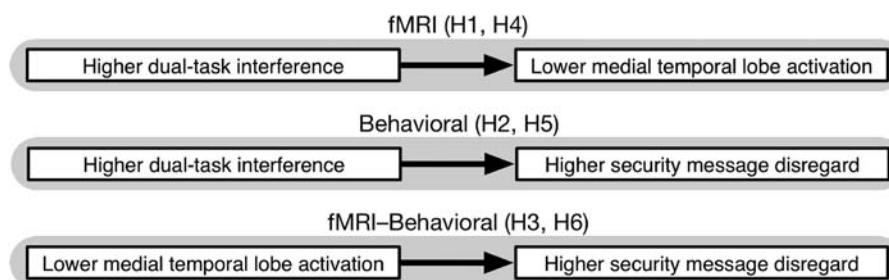 fMRI (H1, H4)
Higher dual-task interference
Lower medial temporal lobe activation
Behavioral (H2, H5)
Higher dual-task interference
Higher security message disregard
fMRI–Behavioral (H3, H6)
Lower medial temporal lobe activation
Higher security message disregard